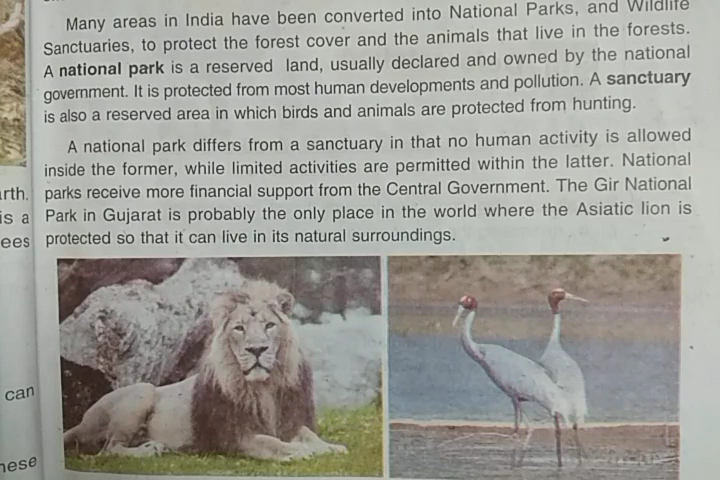 Many areas in India have been converted into National Parks, and Wildlife
Sanctuaries, to protect the forest cover and the animals that live in the forests.
A national park is a reserved land, usually declared and owned by the national
government. It is protected from most human developments and pollution. A sanctuary
is also a reserved area in which birds and animals are protected from hunting.
A national park differs from a sanctuary in that no human activity is allowed
inside the former, while limited activities are permitted within the latter. National
parks receive more financial support from the Central Government. The Gir National
Park in Gujarat is probably the only place in the world where the Asiatic lion is
protected so that it can live in its natural surroundings.
rth.
is a
ees
can
hese